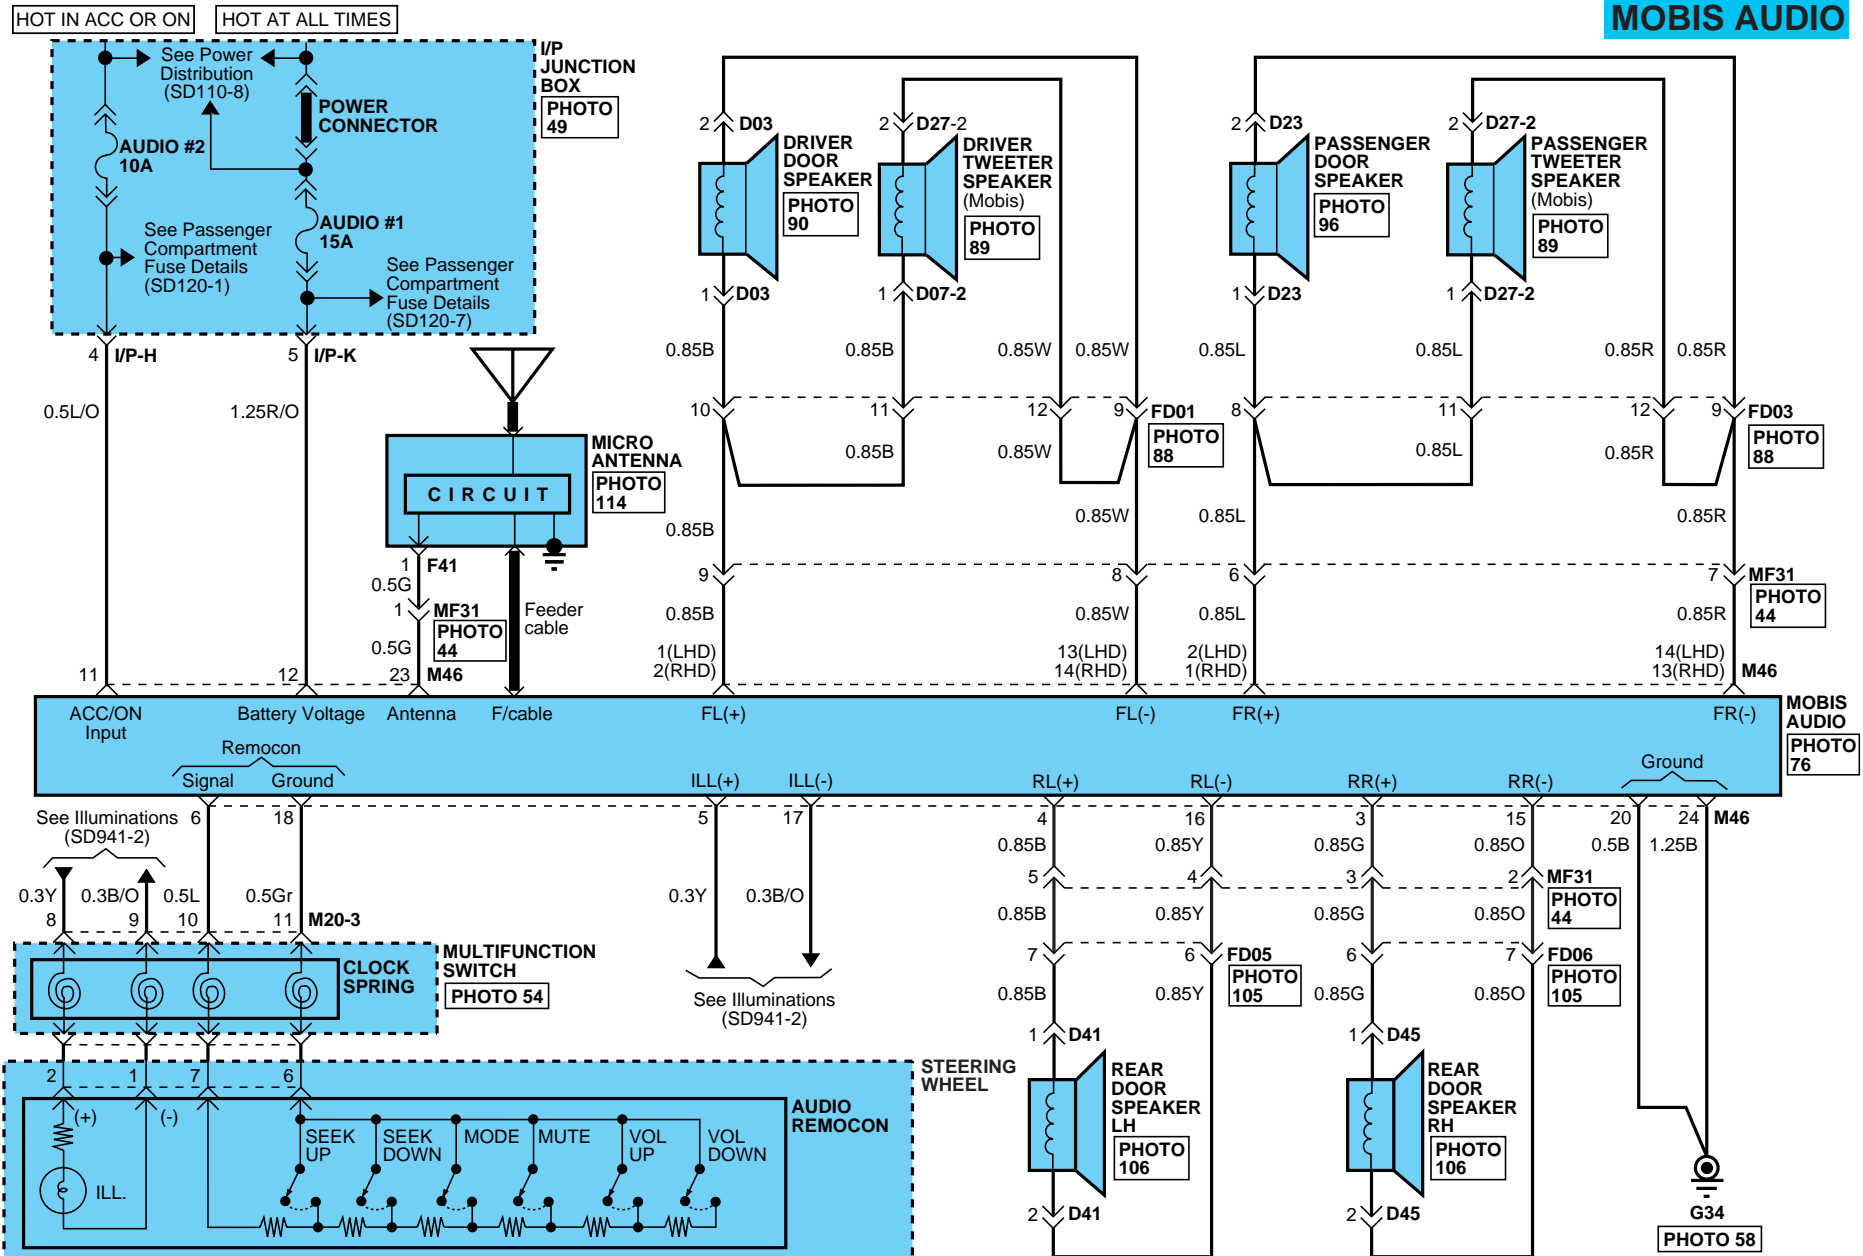 HOT IN ACC OR ON
HOT AT ALL TIMES
MOBIS AUDIO
See Power
Distribution
(SD110-8)
I/P
JUNCTION
BOX
PHOTO
49
POWER
CONNECTOR
AUDIO #2
10A
AUDIO #1
15A
See Passenger
Compartment
Fuse Details
(SD120-1)
See Passenger
Compartment
Fuse Details
(SD120-7)
4 I/P-H
5 I/P-K
0.5L/O
1.25R/O
MICRO
ANTENNA
PHOTO
114
CIRCUIT
1 F41
0.5G
1 MF31
PHOTO
44
0.5G
Feeder
cable
11
12
23 M46
2 D03
DRIVER
DOOR
SPEAKER
PHOTO
90
1 D03
2 D27-2
DRIVER
TWEETER
SPEAKER
(Mobis)
PHOTO
89
1 D07-2
2 D23
PASSENGER
DOOR
SPEAKER
PHOTO
96
1 D23
2 D27-2
PASSENGER
TWEETER
SPEAKER
(Mobis)
PHOTO
89
1 D27-2
0.85B
0.85B
0.85W
0.85W
0.85L
0.85L
0.85R
0.85R
10
11
12
9 FD01
PHOTO
88
8
11
12
9 FD03
PHOTO
88
0.85B
0.85W
0.85L
0.85R
0.85B
0.85W
0.85L
0.85R
9
8
6
7 MF31
PHOTO
44
0.85B
0.85W
0.85L
0.85R
1(LHD)
2(RHD)
13(LHD)
14(RHD)
2(LHD)
1(RHD)
14(LHD)
13(RHD) M46
ACC/ON
Input
Battery Voltage
Antenna
F/cable
FL(+)
FL(-)
FR(+)
FR(-)
MOBIS
AUDIO
PHOTO
76
Remocon
Signal
Ground
ILL(+)
ILL(-)
RL(+)
RL(-)
RR(+)
RR(-)
Ground
See Illuminations
(SD941-2)
6
18
5
17
4
16
3
15
20
24 M46
0.85B
0.85Y
0.85G
0.85O
0.5B
1.25B
0.3Y
0.3B/O
0.5L
0.5Gr
0.3Y
0.3B/O
5
4
3
2 MF31
PHOTO
44
8
9
10
11 M20-3
0.85B
0.85Y
0.85G
0.85O
MULTIFUNCTION
SWITCH
PHOTO 54
CLOCK
SPRING
See Illuminations
(SD941-2)
7
6 FD05
PHOTO
105
6
7 FD06
PHOTO
105
0.85B
0.85Y
0.85G
0.85O
1 D41
REAR
DOOR
SPEAKER
LH
PHOTO
106
2 D41
1 D45
REAR
DOOR
SPEAKER
RH
PHOTO
106
2 D45
STEERING
WHEEL
2
1
7
6
(+)
(-)
AUDIO
REMOCON
SEEK
UP
SEEK
DOWN
MODE
MUTE
VOL
UP
VOL
DOWN
ILL.
G34
PHOTO 58